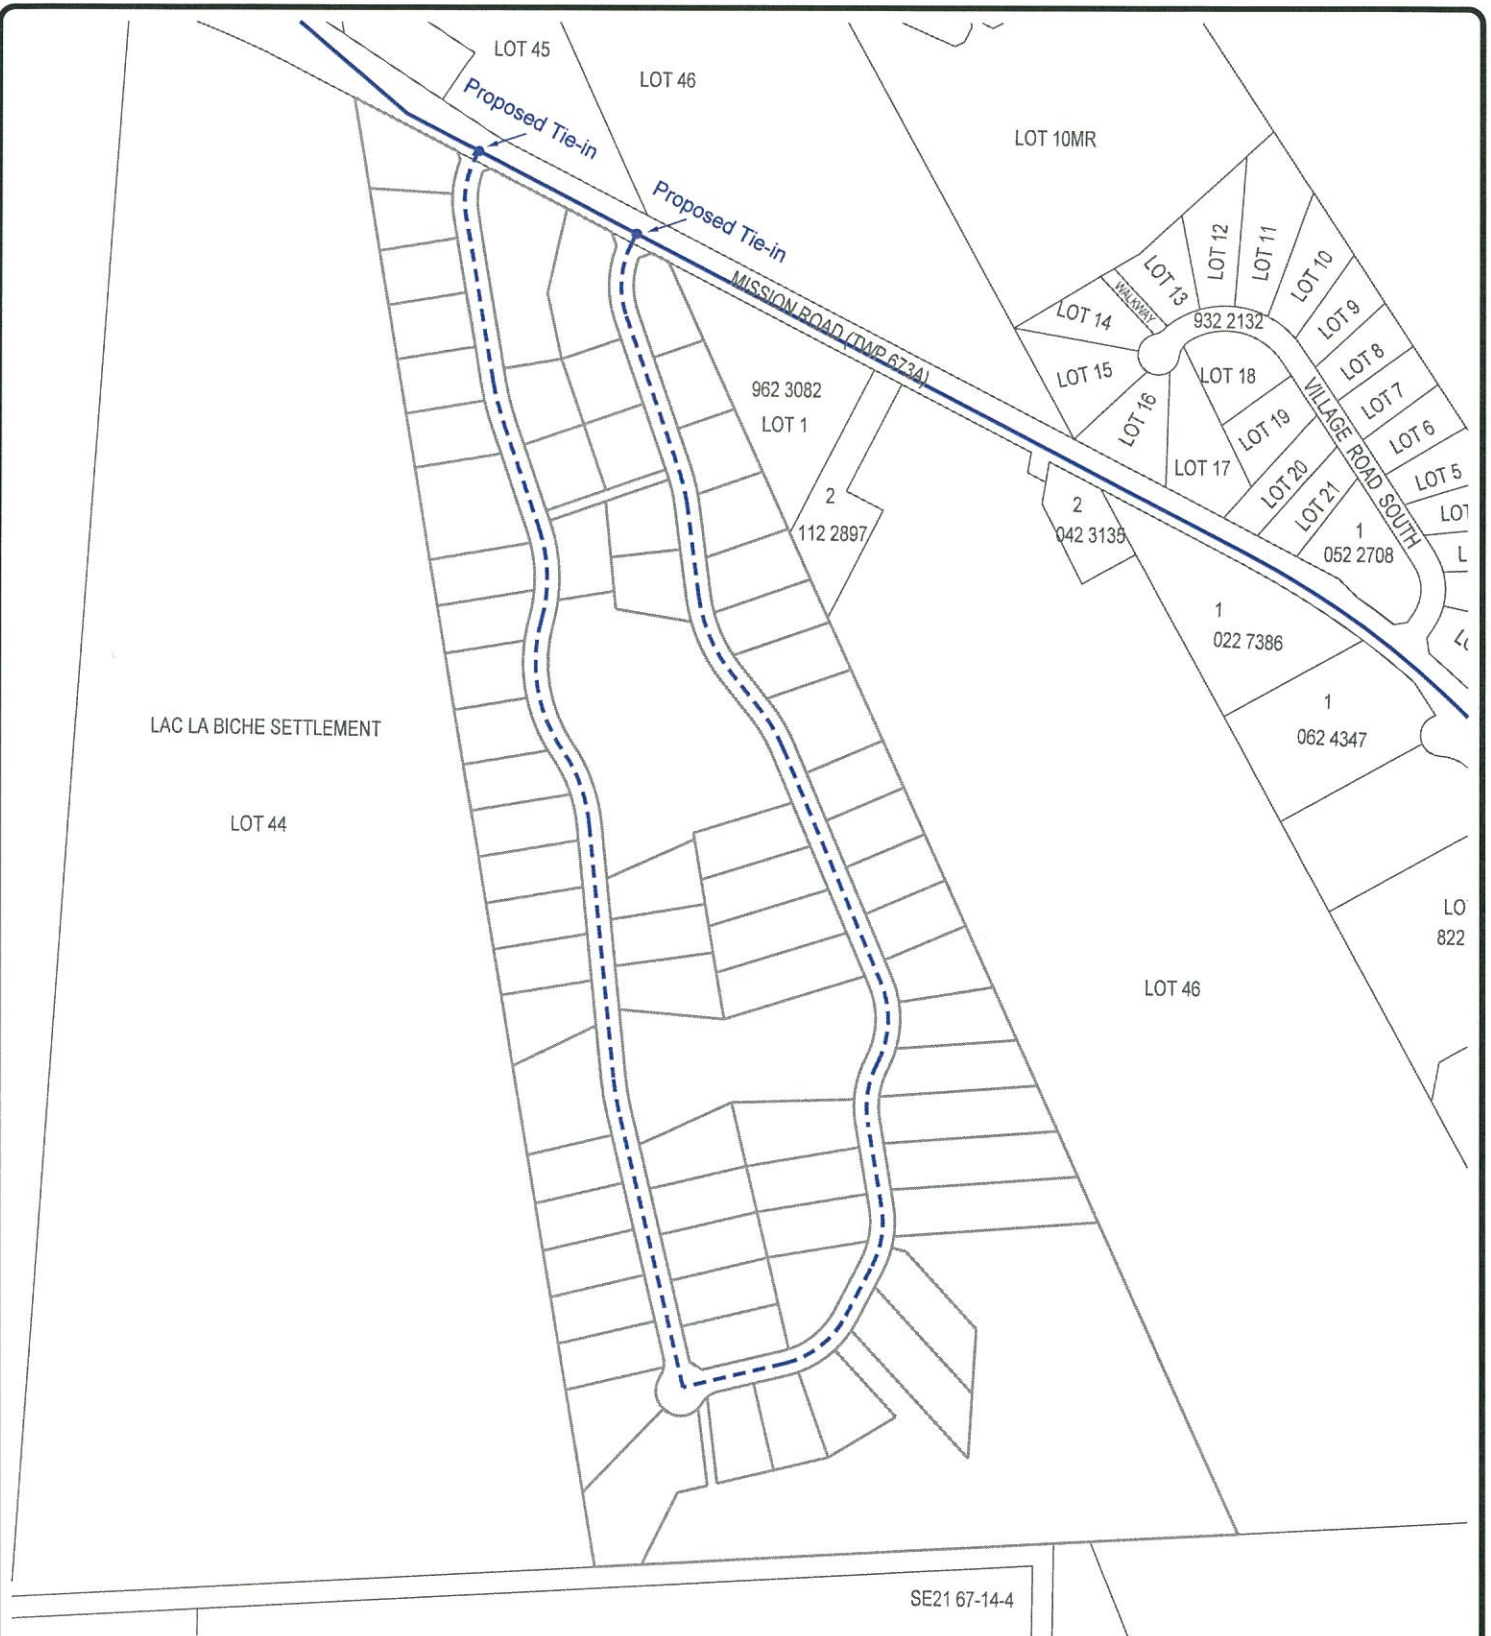 LOT 45
LOT 46
Proposed Tie-in
LOT 10MR
Proposed Tie-in
LOT 12
LOT 11
LOT 10
LOT 13
WALKWAY
LOT 14
932 2132
LOT 9
MISSION ROAD (TWP 673A)
LOT 8
LOT 15
LOT 18
LOT 7
962 3082
LOT 1
LOT 16
LOT 19
VILLAGE ROAD SOUTH
LOT 6
LOT 17
LOT 20
LOT 5
2
112 2897
2
042 3135
LOT 21
LOT
1
052 2708
L
1
022 7386
LAC LA BICHE SETTLEMENT
1
062 4347
LOT 44
LO
822
LOT 46
SE21 67-14-4